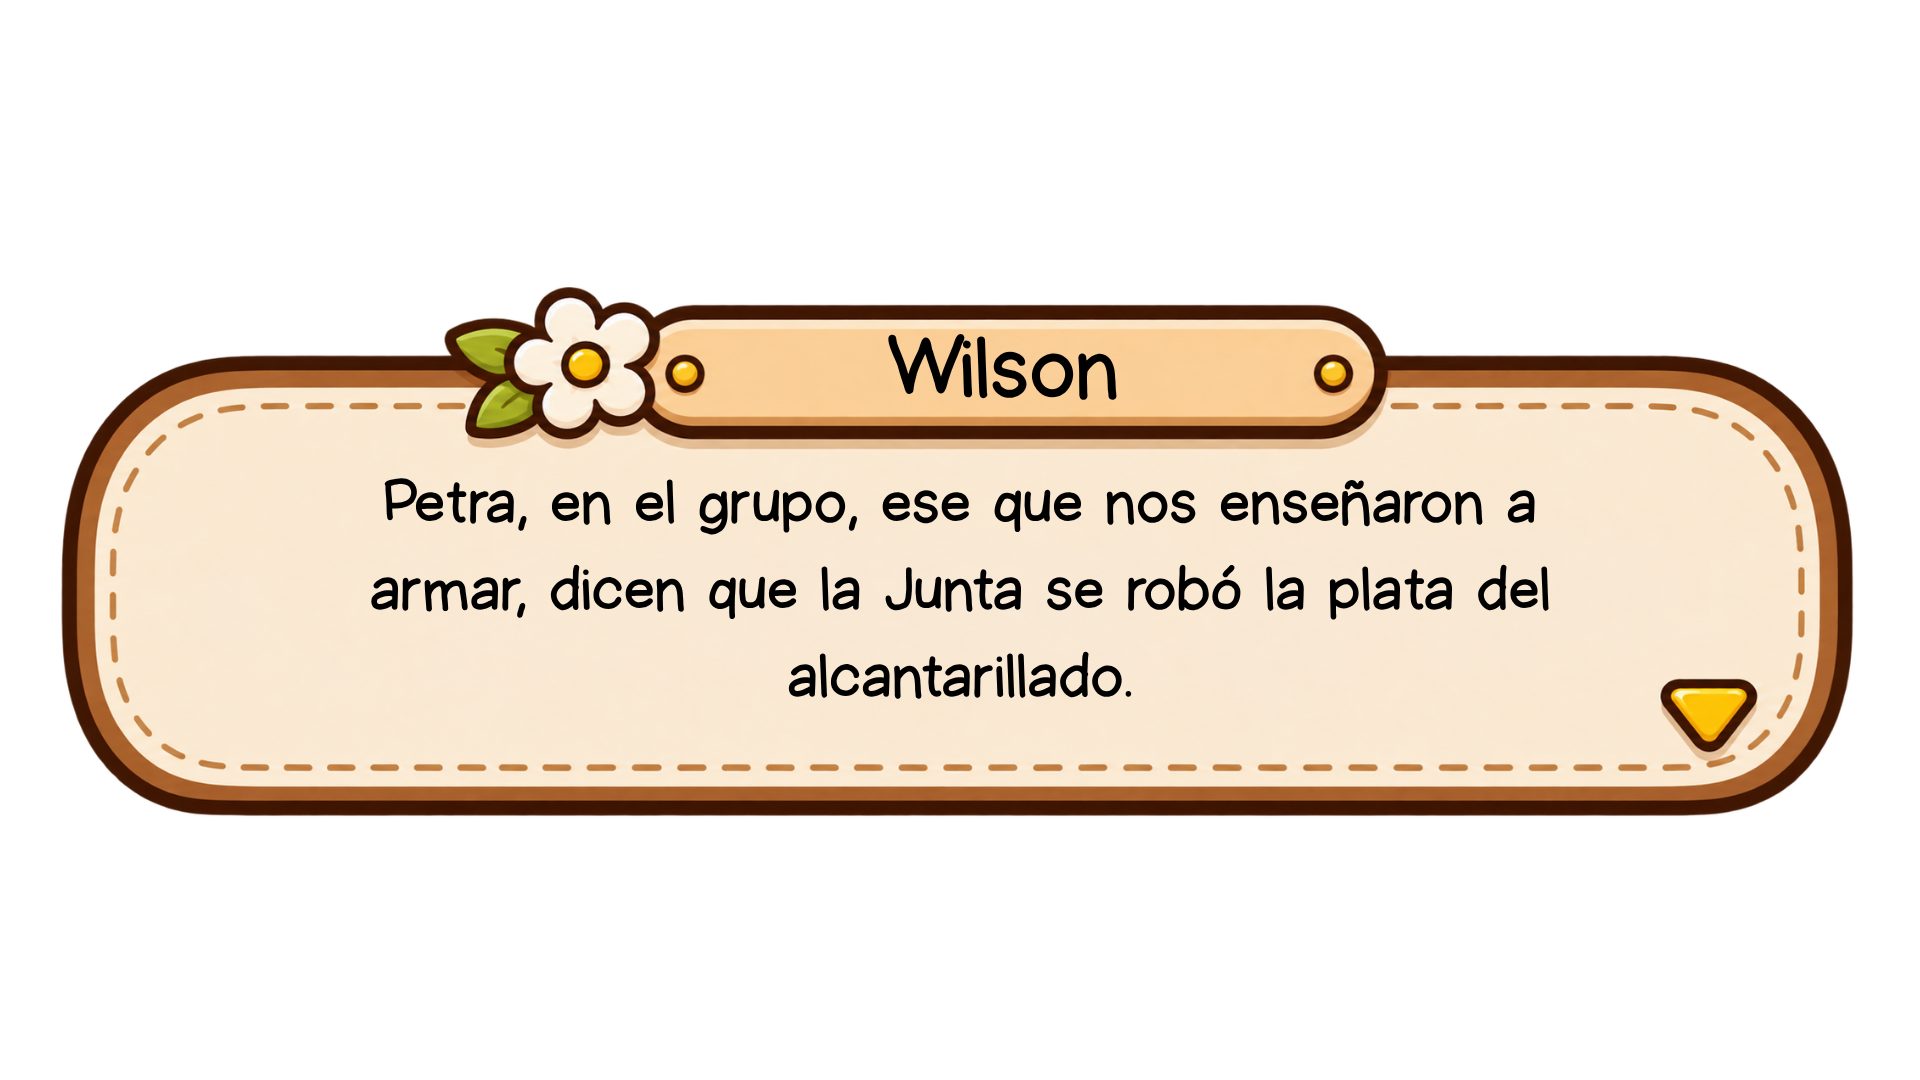 Wilson
Petra, en el grupo, ese que nos enseñaron a
armar, dicen que la Junta se robó la plata del
alcantarillado.